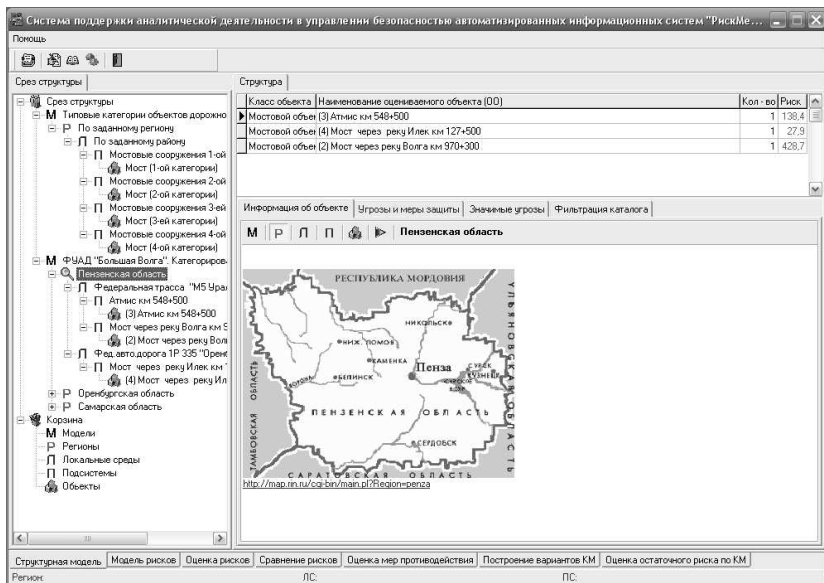 Система поддержки аналитической деятельности в управлении безопасностью автоматизированных информационных систем "РискМе...
Помощь
Срез структуры
Срез структуры
М Типовые категории объектов дорожно
Р По заданному региону
Л По заданному району
П Мостовые сооружения 1-ой
Мост (1-ой категории)
П Мостовые сооружения 2-ой
Мост (2-ой категории)
П Мостовые сооружения 3-ей
Мост (3-ей категории)
П Мостовые сооружения 4-ой
Мост (4-ой категории)
М ФУАД "Большая Волга". Категориров
Пензенская область
Л Федеральная трасса "М5 Ура
П Атмис км 548+500
(3) Атмис км 548+500
П Мост через реку Волга км 9
(2) Мост через реку Вол
Л Фед.авто.дорога 1Р 335 "Орен
П Мост через реку Илек км
(4) Мост через реку Ил
Р Оренбургская область
Р Самарская область
Корзина
М Модели
Р Регионы
Л Локальные среды
П Подсистемы
Объекты
Структура
Класс объекта Наименование оцениваемого объекта (ОО) Кол - во Риск
Мостовой объек (3) Атмис км 548+500 1 138,4
Мостовой объек (4) Мост через реку Илек км 127+500 1 27,9
Мостовой объек (2) Мост через реку Волга км 970+300 1 428,7
Информация об объекте Угрозы и меры защиты Значимые угрозы Фильтрация каталога
М Р Л П Пензенская область
РЕСПУБЛИКА МОРДОВИЯ
УЛЬЯНОВСКАЯ ОБЛАСТЬ
НИКОЛЬСК
НИЖ. ЛОМОВ
КАМЕНКА
Пенза
БЕЛИНСК
СУРСК
КУЗНЕЦК
ПЕНЗЕНСКАЯ ОБЛАСТЬ
СЕРДОБСК
ТАМБОВСКАЯ ОБЛАСТЬ
САРАТОВСКАЯ ОБЛАСТЬ
http://map.rin.ru/cgi-bin/main.pl?Region=penza
Структурная модель Модель рисков Оценка рисков Сравнение рисков Оценка мер противодействия Построение вариантов КМ Оценка остаточного риска по КМ
Регион: ЛС: ПС: